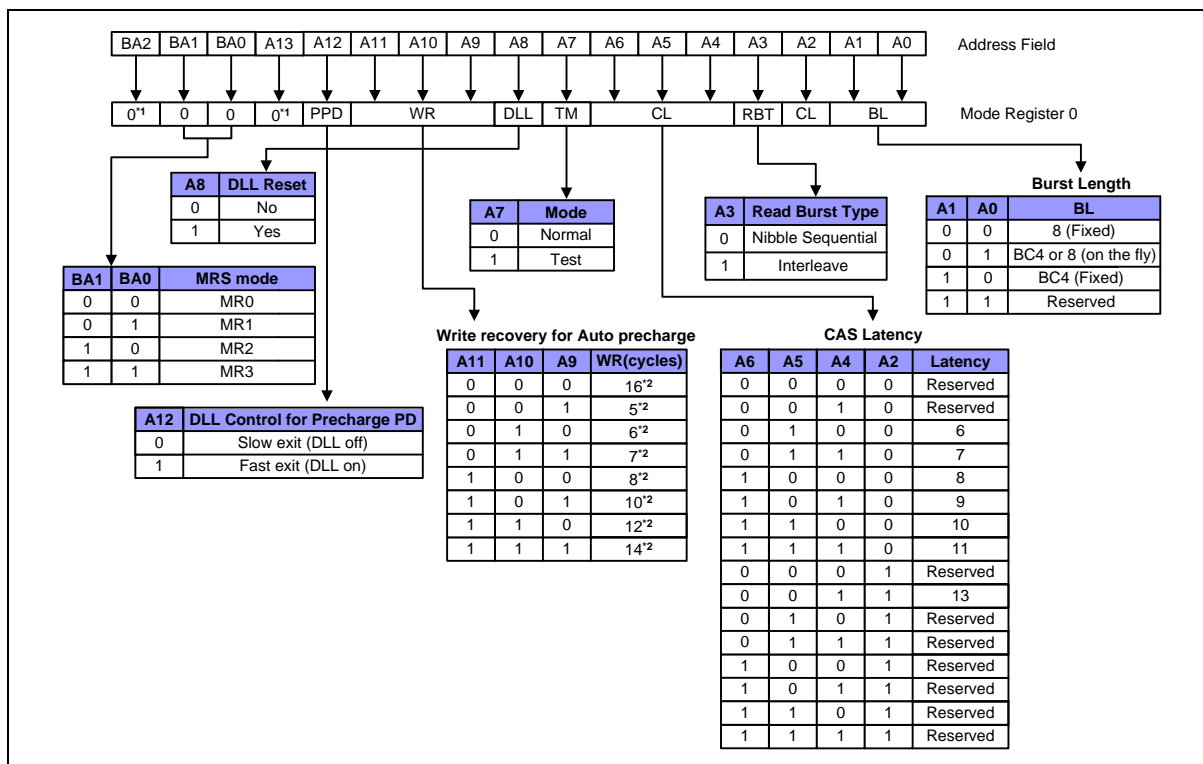 BA2 BA1 BA0 A13 A12 A11 A10 A9 A8 A7 A6 A5 A4 A3 A2 A1 A0 Address Field
0*1 0 0 0*1 PPD WR DLL TM CL RBT CL BL Mode Register 0
A8 DLL Reset
0 No
1 Yes
A7 Mode
0 Normal
1 Test
A3 Read Burst Type
0 Nibble Sequential
1 Interleave
Burst Length
A1 A0 BL
0 0 8 (Fixed)
0 1 BC4 or 8 (on the fly)
1 0 BC4 (Fixed)
1 1 Reserved
BA1 BA0 MRS mode
0 0 MR0
0 1 MR1
1 0 MR2
1 1 MR3
A12 DLL Control for Precharge PD
0 Slow exit (DLL off)
1 Fast exit (DLL on)
Write recovery for Auto precharge
A11 A10 A9 WR(cycles)
0 0 0 16*2
0 0 1 5*2
0 1 0 6*2
0 1 1 7*2
1 0 0 8*2
1 0 1 10*2
1 1 0 12*2
1 1 1 14*2
CAS Latency
A6 A5 A4 A2 Latency
0 0 0 0 Reserved
0 0 1 0 Reserved
0 1 0 0 6
0 1 1 0 7
1 0 0 0 8
1 0 1 0 9
1 1 0 0 10
1 1 1 0 11
0 0 0 1 Reserved
0 0 1 1 13
0 1 0 1 Reserved
0 1 1 1 Reserved
1 0 0 1 Reserved
1 0 1 1 Reserved
1 1 0 1 Reserved
1 1 1 1 Reserved